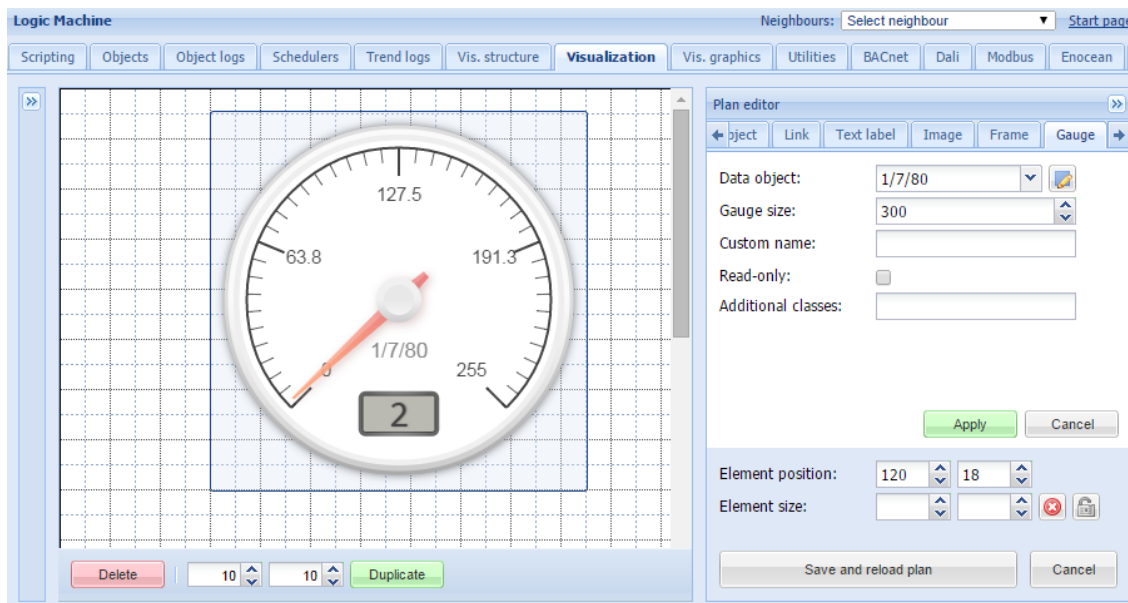 Logic Machine
Neighbours: Select neighbour Start page
Scripting Objects Object logs Schedulers Trend logs Vis. structure Visualization Vis. graphics Utilities BACnet Dali Modbus Enocean
Plan editor
bject Link Text label Image Frame Gauge
Data object: 1/7/80
Gauge size: 300
Custom name:
Read-only:
Additional classes:
Apply Cancel
Element position: 120 18
Element size:
Save and reload plan Cancel
127.5
63.8 191.3
1/7/80
0 255
2
Delete 10 10 Duplicate